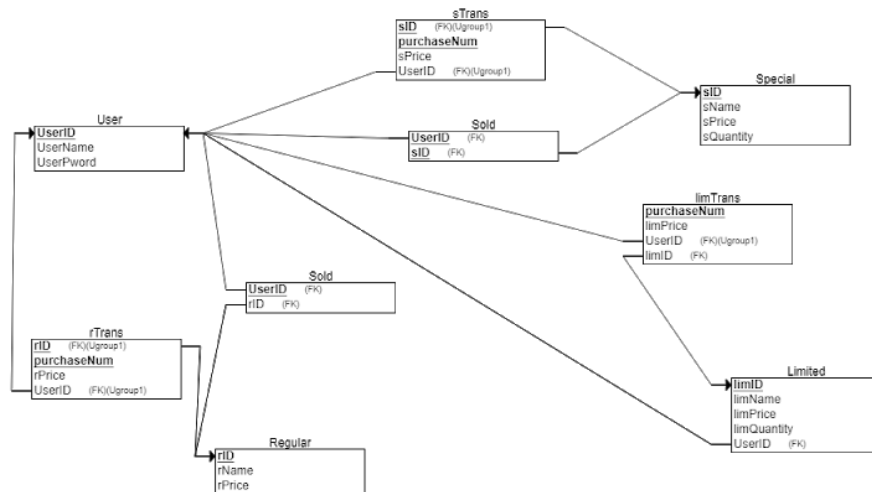 sTrans
sID (FK)(Ugroup1)
purchaseNum
sPrice
UserID (FK)(Ugroup1)
Special
sID
sName
sPrice
sQuantity
User
UserID
UserName
UserPword
Sold
UserID (FK)
sID (FK)
limTrans
purchaseNum
limPrice
UserID (FK)(Ugroup1)
limID (FK)
Sold
UserID (FK)
rID (FK)
rTrans
rID (FK)(Ugroup1)
purchaseNum
rPrice
UserID (FK)(Ugroup1)
Limited
limID
limName
limPrice
limQuantity
UserID (FK)
Regular
rID
rName
rPrice